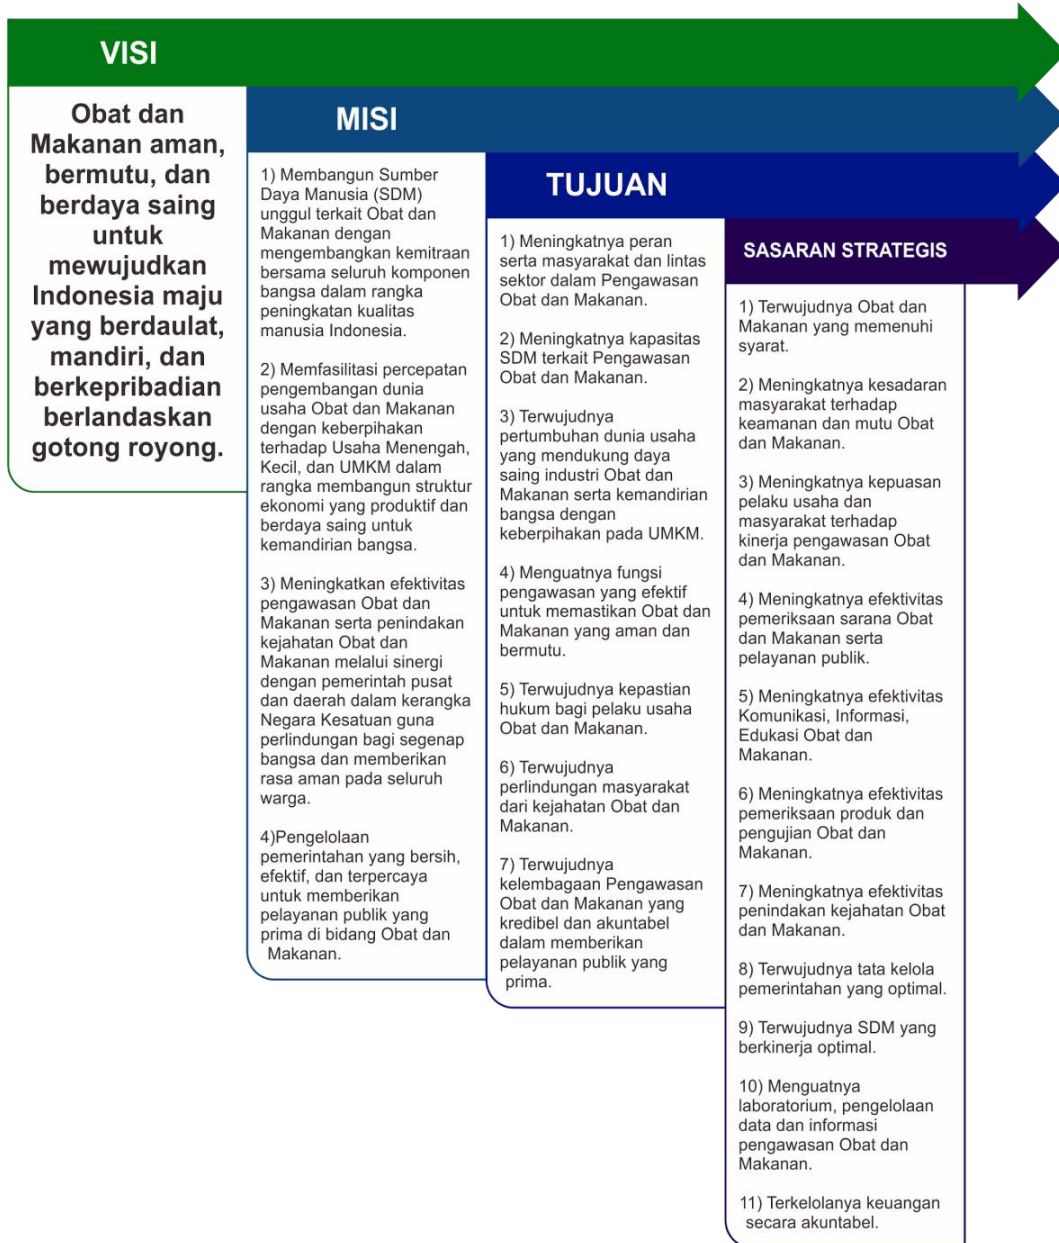 VISI
Obat dan
Makanan aman,
bermutu, dan
berdaya saing
untuk
mewujudkan
Indonesia maju
yang berdaulat,
mandiri, dan
berkepribadian
berlandaskan
gotong royong.
MISI
1) Membangun Sumber
Daya Manusia (SDM)
unggul terkait Obat dan
Makanan dengan
mengembangkan kemitraan
bersama seluruh komponen
bangsa dalam rangka
peningkatan kualitas
manusia Indonesia.
2) Memfasilitasi percepatan
pengembangan dunia
usaha Obat dan Makanan
dengan keberpihakan
terhadap Usaha Menengah,
Kecil, dan UMKM dalam
rangka membangun struktur
ekonomi yang produktif dan
berdaya saing untuk
kemandirian bangsa.
3) Meningkatkan efektivitas
pengawasan Obat dan
Makanan serta penindakan
kejahatan Obat dan
Makanan melalui sinergi
dengan pemerintah pusat
dan daerah dalam kerangka
Negara Kesatuan guna
perlindungan bagi segenap
bangsa dan memberikan
rasa aman pada seluruh
warga.
4)Pengelolaan
pemerintahan yang bersih,
efektif, dan terpercaya
untuk memberikan
pelayanan publik yang
prima di bidang Obat dan
Makanan.
TUJUAN
1) Meningkatnya peran
serta masyarakat dan lintas
sektor dalam Pengawasan
Obat dan Makanan.
2) Meningkatnya kapasitas
SDM terkait Pengawasan
Obat dan Makanan.
3) Terwujudnya
pertumbuhan dunia usaha
yang mendukung daya
saing industri Obat dan
Makanan serta kemandirian
bangsa dengan
keberpihakan pada UMKM.
4) Menguatnya fungsi
pengawasan yang efektif
untuk memastikan Obat dan
Makanan yang aman dan
bermutu.
5) Terwujudnya kepastian
hukum bagi pelaku usaha
Obat dan Makanan.
6) Terwujudnya
perlindungan masyarakat
dari kejahatan Obat dan
Makanan.
7) Terwujudnya
kelembagaan Pengawasan
Obat dan Makanan yang
kredibel dan akuntabel
dalam memberikan
pelayanan publik yang
prima.
SASARAN STRATEGIS
1) Terwujudnya Obat dan
Makanan yang memenuhi
syarat.
2) Meningkatnya kesadaran
masyarakat terhadap
keamanan dan mutu Obat
dan Makanan.
3) Meningkatnya kepuasan
pelaku usaha dan
masyarakat terhadap
kinerja pengawasan Obat
dan Makanan.
4) Meningkatnya efektivitas
pemeriksaan sarana Obat
dan Makanan serta
pelayanan publik.
5) Meningkatnya efektivitas
Komunikasi, Informasi,
Edukasi Obat dan
Makanan.
6) Meningkatnya efektivitas
pemeriksaan produk dan
pengujian Obat dan
Makanan.
7) Meningkatnya efektivitas
penindakan kejahatan Obat
dan Makanan.
8) Terwujudnya tata kelola
pemerintahan yang optimal.
9) Terwujudnya SDM yang
berkinerja optimal.
10) Menguatnya
laboratorium, pengelolaan
data dan informasi
pengawasan Obat dan
Makanan.
11) Terkelolanya keuangan
secara akuntabel.